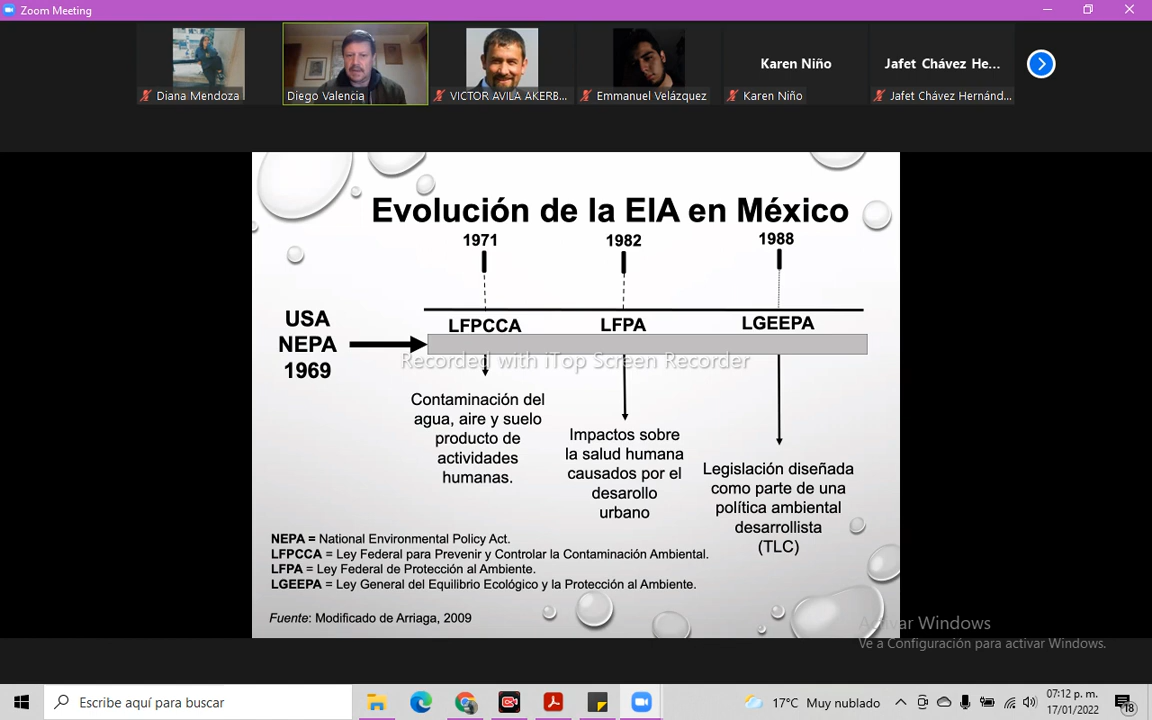 Zoom Meeting
Karen Niño
Jafet Chávez He...
Diana Mendoza
Diego Valencia
VICTOR AVILA AKERB...
Emmanuel Velázquez
Karen Niño
Jafet Chávez Hernánd...
Evolución de la EIA en México
1971
1982
1988
USA
NEPA
1969
LFPCCA
LFPA
LGEEPA
Recorded with iTop Screen Recorder
Contaminación del
agua, aire y suelo
producto de
actividades
humanas.
Impactos sobre
la salud humana
causados por el
desarollo
urbano
Legislación diseñada
como parte de una
política ambiental
desarrollista
(TLC)
NEPA = National Environmental Policy Act.
LFPCCA = Ley Federal para Prevenir y Controlar la Contaminación Ambiental.
LFPA = Ley Federal de Protección al Ambiente.
LGEEPA = Ley General del Equilibrio Ecológico y la Protección al Ambiente.
Fuente: Modificado de Arriaga, 2009
Activar Windows
Ve a Configuración para activar Windows.
Escribe aquí para buscar
17°C Muy nublado
07:12 p. m.
17/01/2022
18